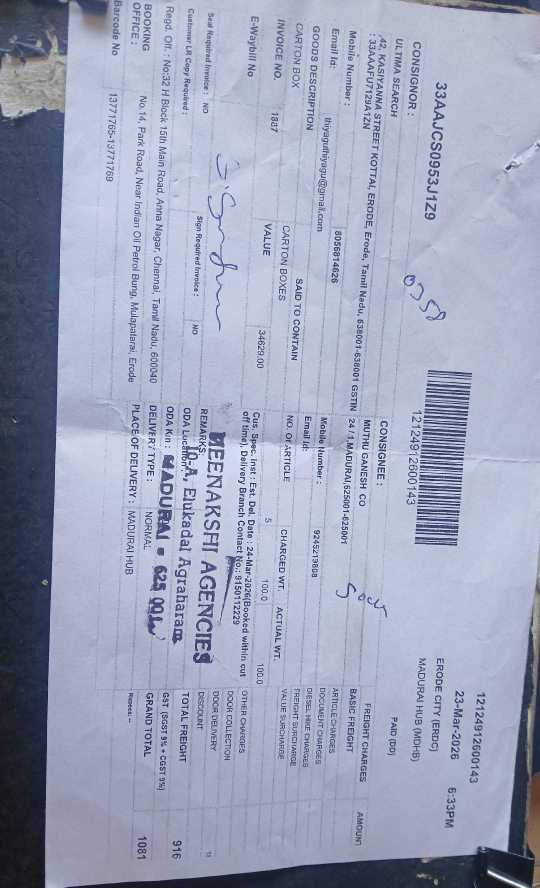 33AAJCS0953J1Z9
12124912600143
12124912600143
23-Mar-2026 6:33PM
ERODE CITY (ERDC)
MADURAI HUB (MDHB)
PAID (DD)
0358
CONSIGNOR :
ULTIMA SEARCH
,42, KASIYANNA STREET KOTTAI, ERODE, Erode, Tamil Nadu, 638001-638001 GSTIN
: 33AAAFU7129A1ZN
Mobile Number : 8056814626
Email Id: thiyaguthiyagu@gmail.com
CONSIGNEE :
MUTHU GANESH CO
24 / 1,MADURAI,625001-625001
Mobile Number : 9245219808
Email Id:
GOODS DESCRIPTION SAID TO CONTAIN
CARTON BOX CARTON BOXES
INVOICE NO. VALUE
1887 34629.00
E-Waybill No
NO. Of ARTICLE CHARGED WT. ACTUAL WT.
5 100.0 100.0
Cus. Spec. Inst : Est. Del. Date : 24-Mar-2026(Booked within cut
off time), Delivery Branch Contact No.: 9150112229
Seal Required Invoice : NO Sign Required Invoice : NO
Customer LR Copy Required :
REMARKS:
ODA Location:
ODA Km :
MEENAKSHI AGENCIES
10-A, Elukadal Agraharam
MADURAI - 625 001.
Regd. Off. : No:32 H Block 15th Main Road, Anna Nagar, Chennai, Tamil Nadu, 600040
BOOKING OFFICE : No.14, Park Road, Near Indian Oil Petrol Bung, Mulapatarai, Erode
DELIVERY TYPE : NORMAL
PLACE OF DELIVERY : MADURAI HUB
Barcode No 13771765-13771769
FREIGHT CHARGES AMOUNT
BASIC FREIGHT
ARTICLE CHARGES
DOCUMENT CHARGES
DIESEL HIKE CHARGES
FREIGHT SURCHARGE
VALUE SURCHARGE
OTHER CHARGES
DOOR COLLECTION
DOOR DELIVERY
DISCOUNT
TOTAL FREIGHT 916
GST (SGST 9% + CGST 9%)
GRAND TOTAL 1081